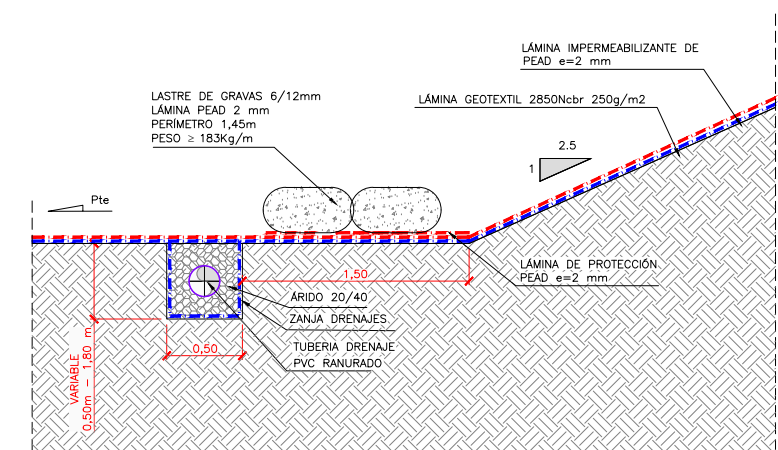 LÁMINA IMPERMEABILIZANTE DE
PEAD e=2 mm
LASTRE DE GRAVAS 6/12mm
LÁMINA PEAD 2 mm
PERÍMETRO 1,45m
PESO ≥ 183Kg/m
LÁMINA GEOTEXTIL 2850Ncbr 250g/m2
2.5
1
Pte
LÁMINA DE PROTECCIÓN
PEAD e=2 mm
1,50
ÁRIDO 20/40
ZANJA DRENAJES
TUBERIA DRENAJE
PVC RANURADO
0,50
VARIABLE
0,50m - 1,80 m